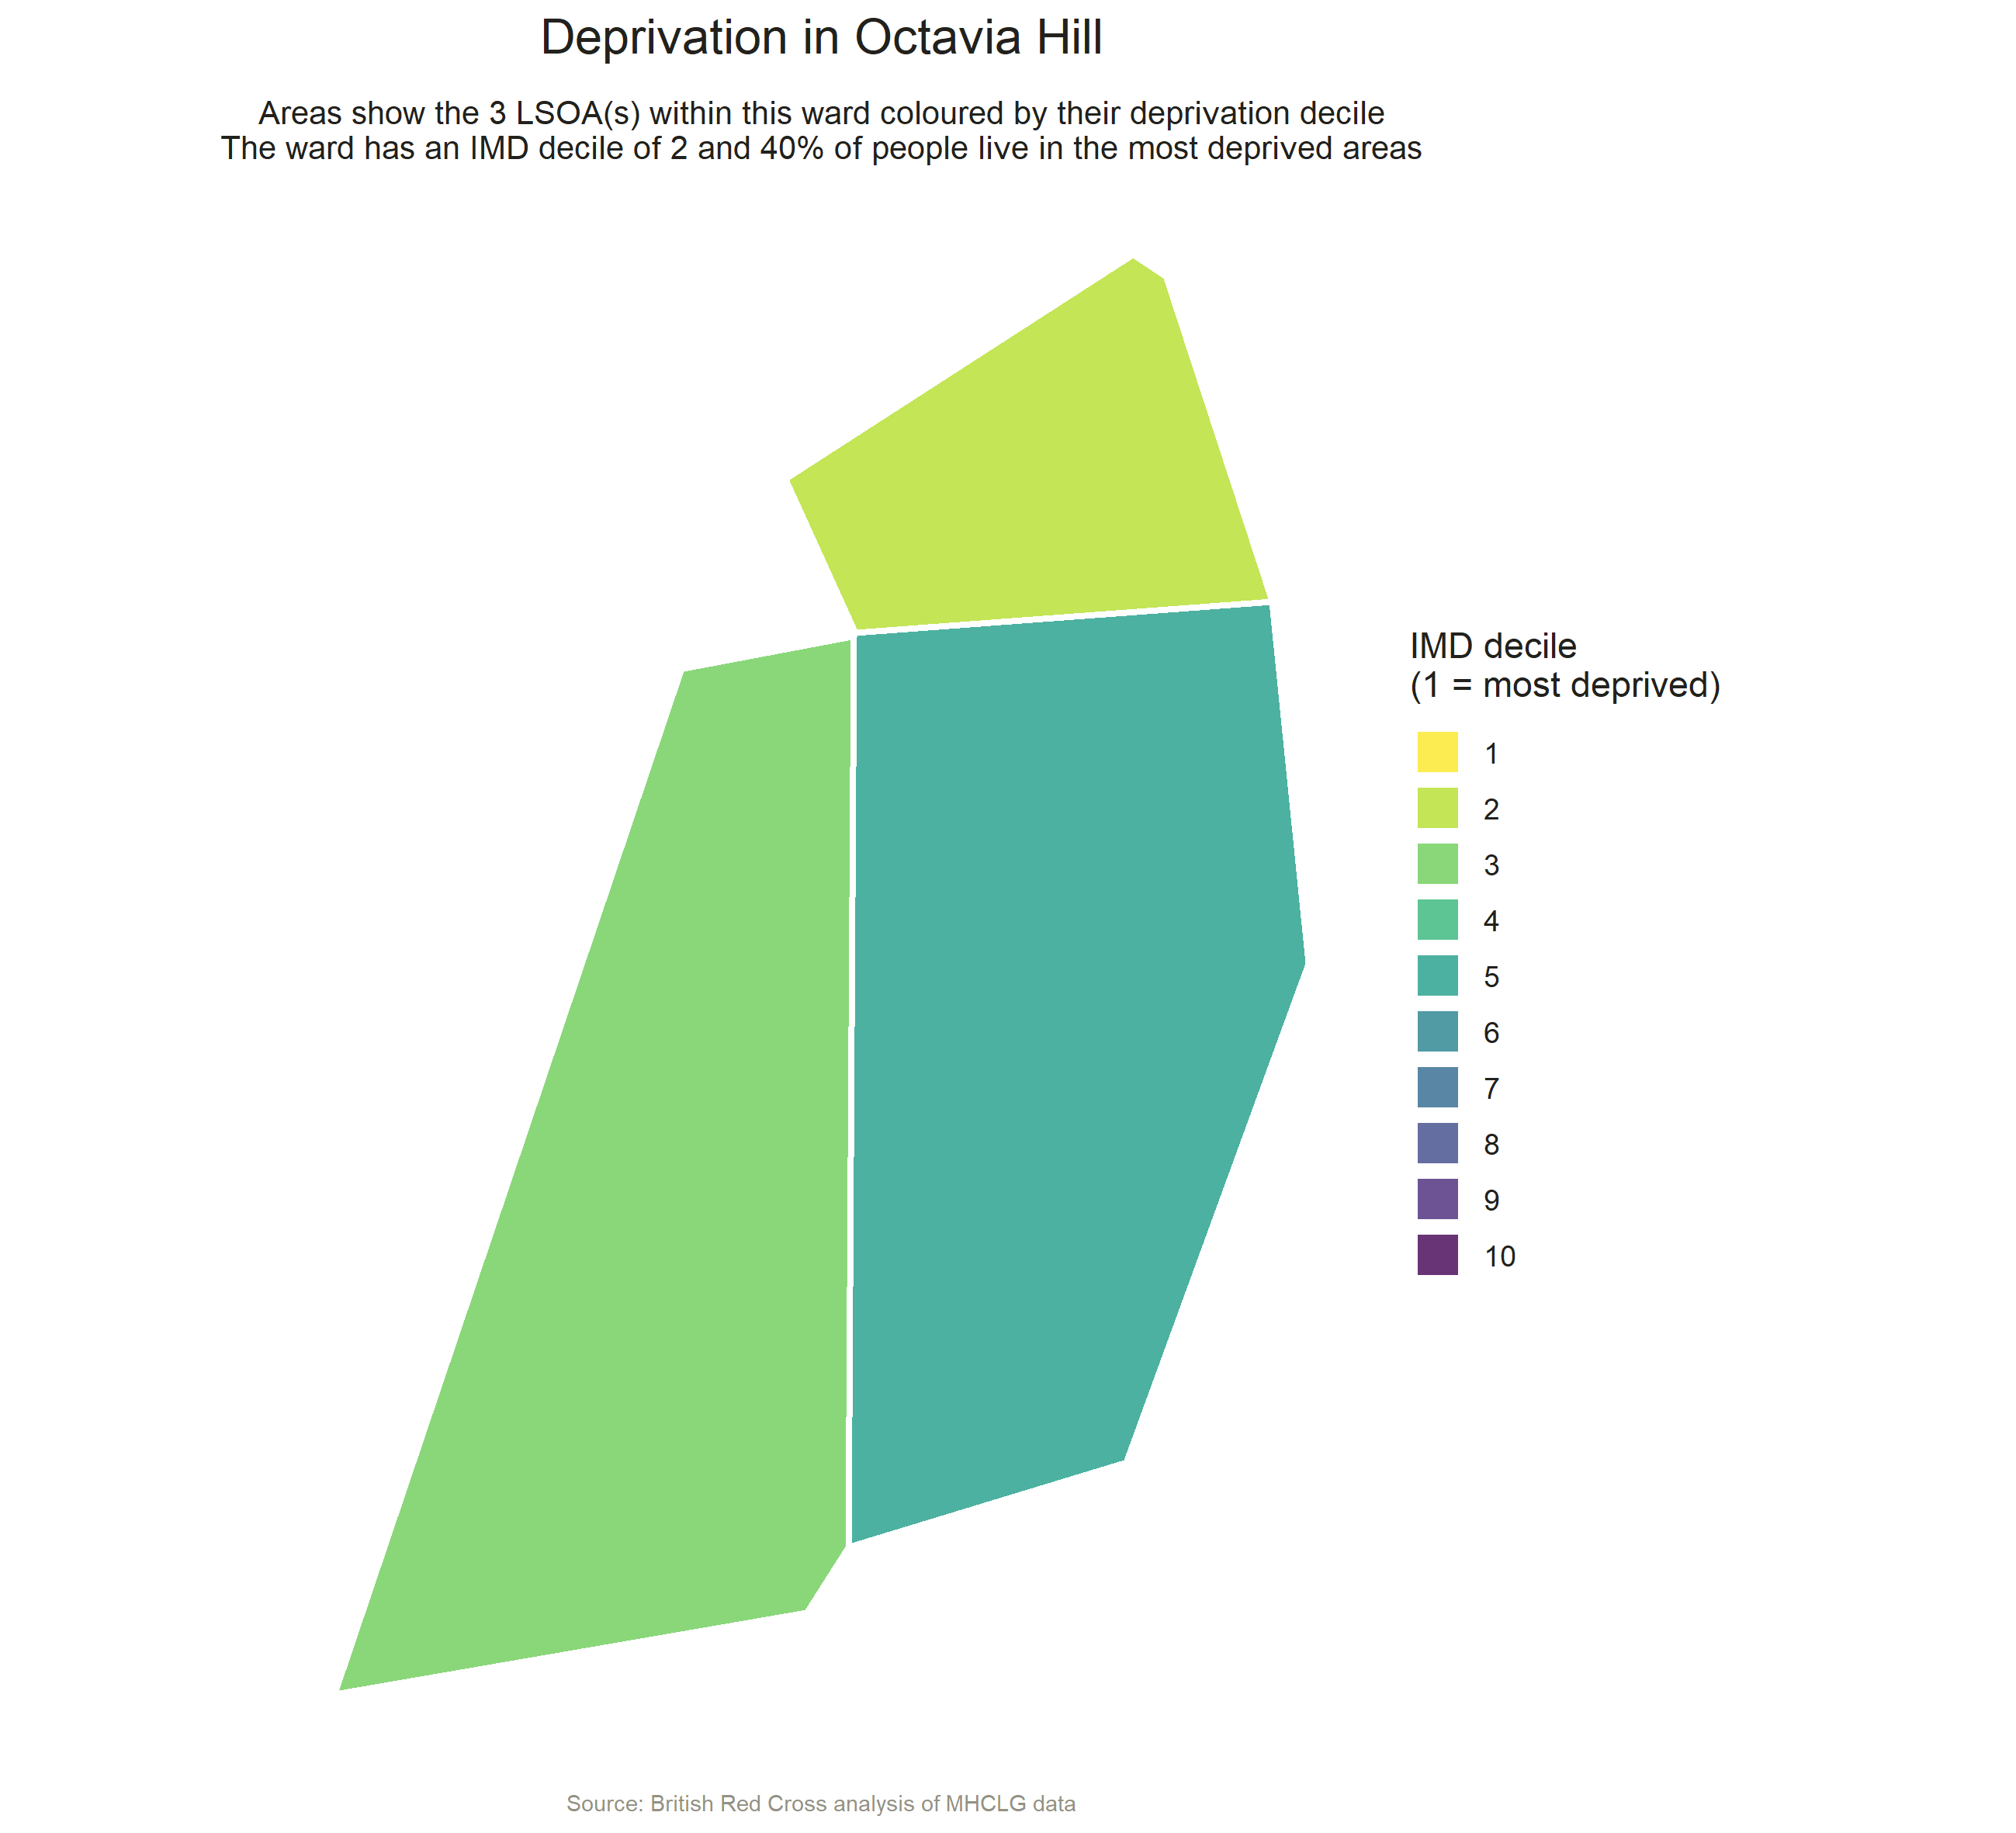 Deprivation in Octavia Hill
Areas show the 3 LSOA(s) within this ward coloured by their deprivation decile
The ward has an IMD decile of 2 and 40% of people live in the most deprived areas
IMD decile
(1 = most deprived)
1
2
3
4
5
6
7
8
9
10
Source: British Red Cross analysis of MHCLG data